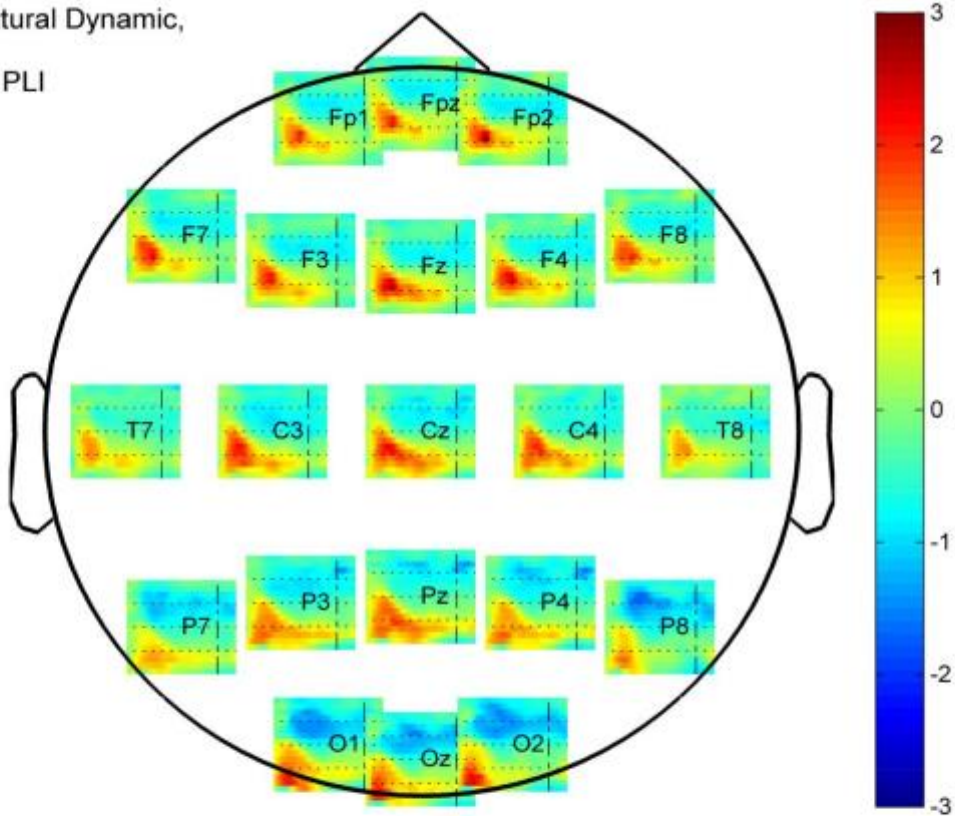 tural Dynamic,
PLI
Fp1 Fpz Fp2
F7 F3 Fz F4 F8
T7 C3 Cz C4 T8
P7 P3 Pz P4 P8
O1 Oz O2
3
2
1
0
-1
-2
-3